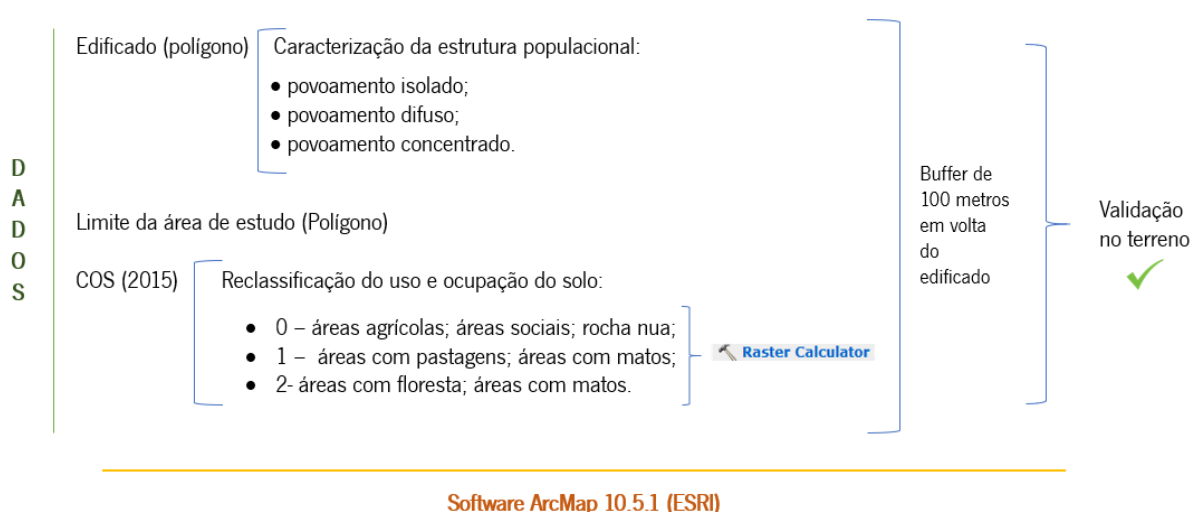 DADOS
Edificado (polígono)
Caracterização da estrutura populacional:
● povoamento isolado;
● povoamento difuso;
● povoamento concentrado.
Limite da área de estudo (Polígono)
COS (2015)
Reclassificação do uso e ocupação do solo:
● 0 – áreas agrícolas; áreas sociais; rocha nua;
● 1 – áreas com pastagens; áreas com matos;
● 2- áreas com floresta; áreas com matos.
Raster Calculator
Buffer de
100 metros
em volta
do
edificado
Validação
no terreno
Software ArcMap 10.5.1 (ESRI)